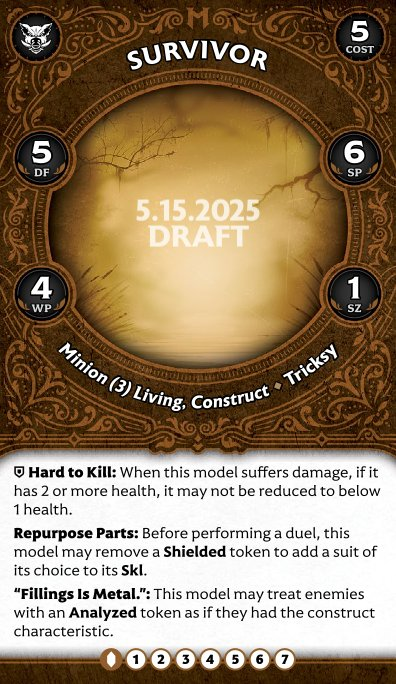 M
SURVIVOR
5
COST
5
DF
6
SP
5.15.2025
DRAFT
4
WP
1
SZ
Minion (3) Living, Construct ◆ Tricksy
Hard to Kill: When this model suffers damage, if it
has 2 or more health, it may not be reduced to below
1 health.
Repurpose Parts: Before performing a duel, this
model may remove a Shielded token to add a suit of
its choice to its Skl.
“Fillings Is Metal.”: This model may treat enemies
with an Analyzed token as if they had the construct
characteristic.
1 2 3 4 5 6 7